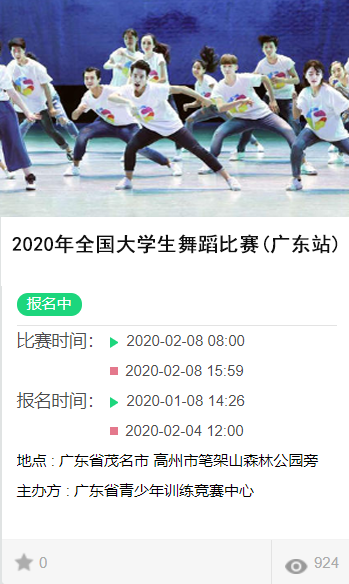 2020年全国大学生舞蹈比赛(广东站)
报名中
比赛时间： 2020-02-08 08:00
2020-02-08 15:59
报名时间： 2020-01-08 14:26
2020-02-04 12:00
地点 : 广东省茂名市 高州市笔架山森林公园旁
主办方 : 广东省青少年训练竞赛中心
0 924